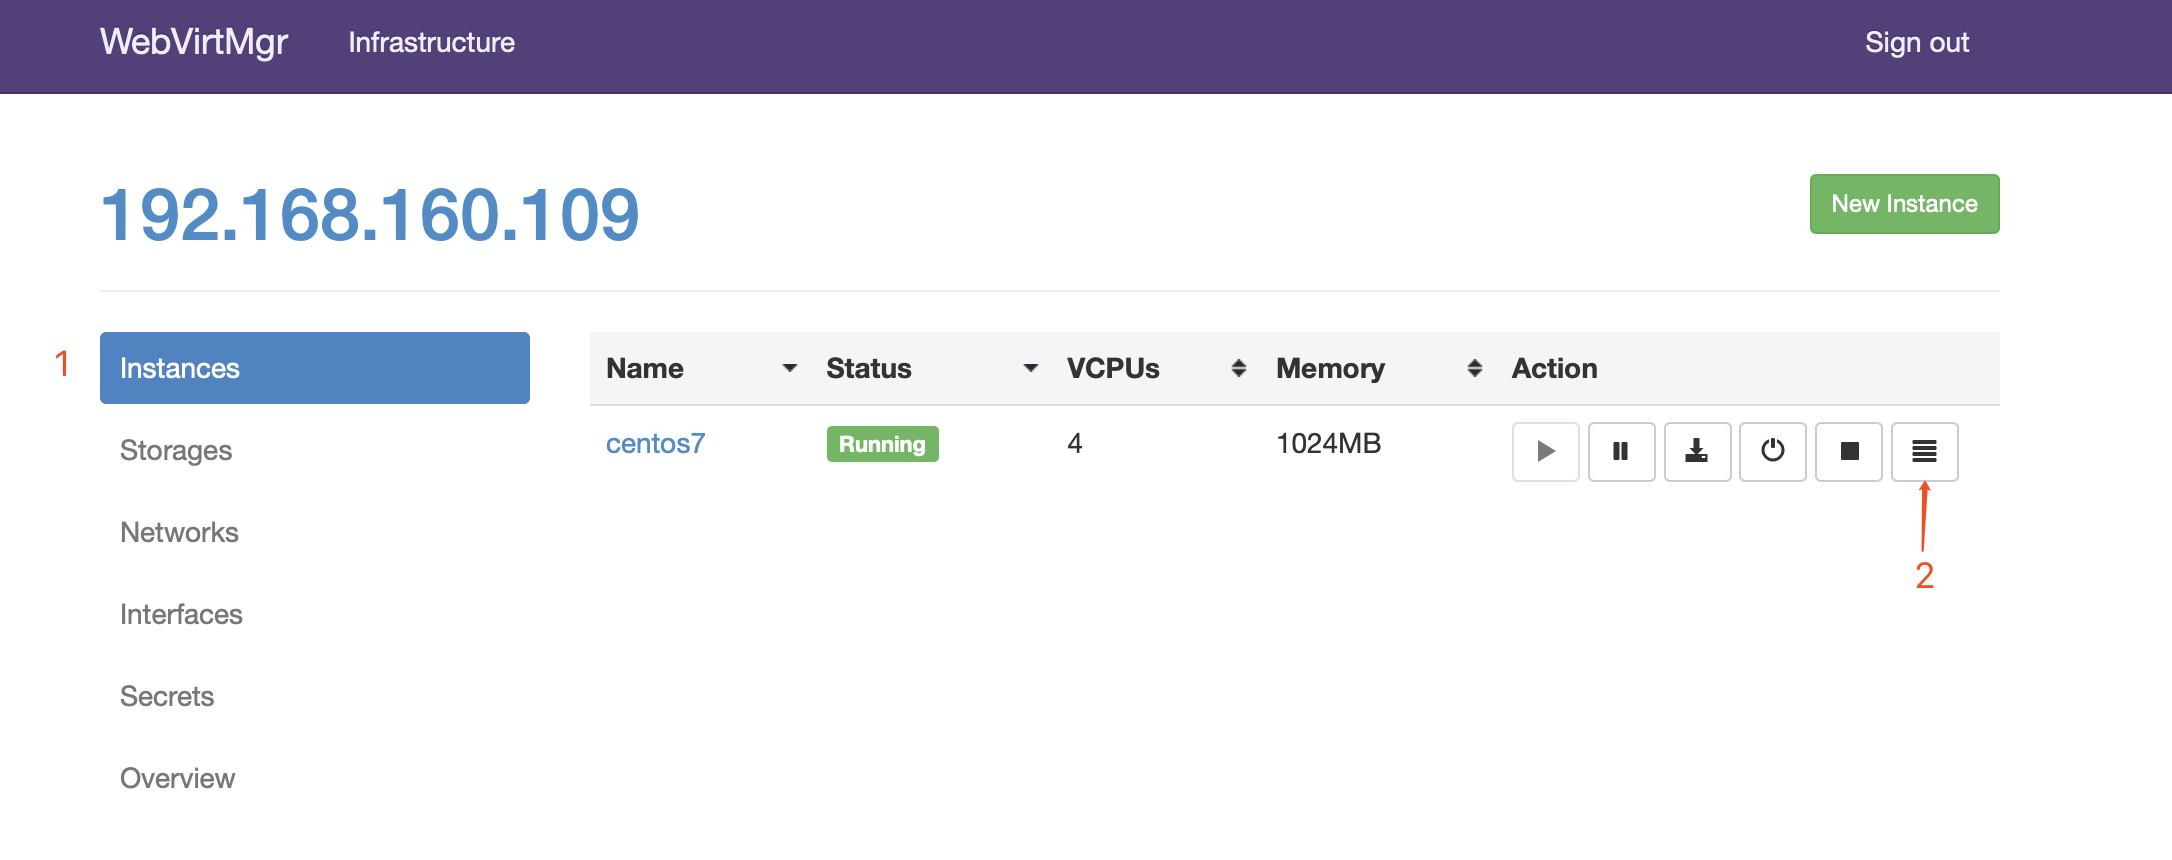 WebVirtMgr Infrastructure Sign out
192.168.160.109
New Instance
1 Instances
Name Status VCPUs Memory Action
centos7 Running 4 1024MB
Storages
Networks
2
Interfaces
Secrets
Overview